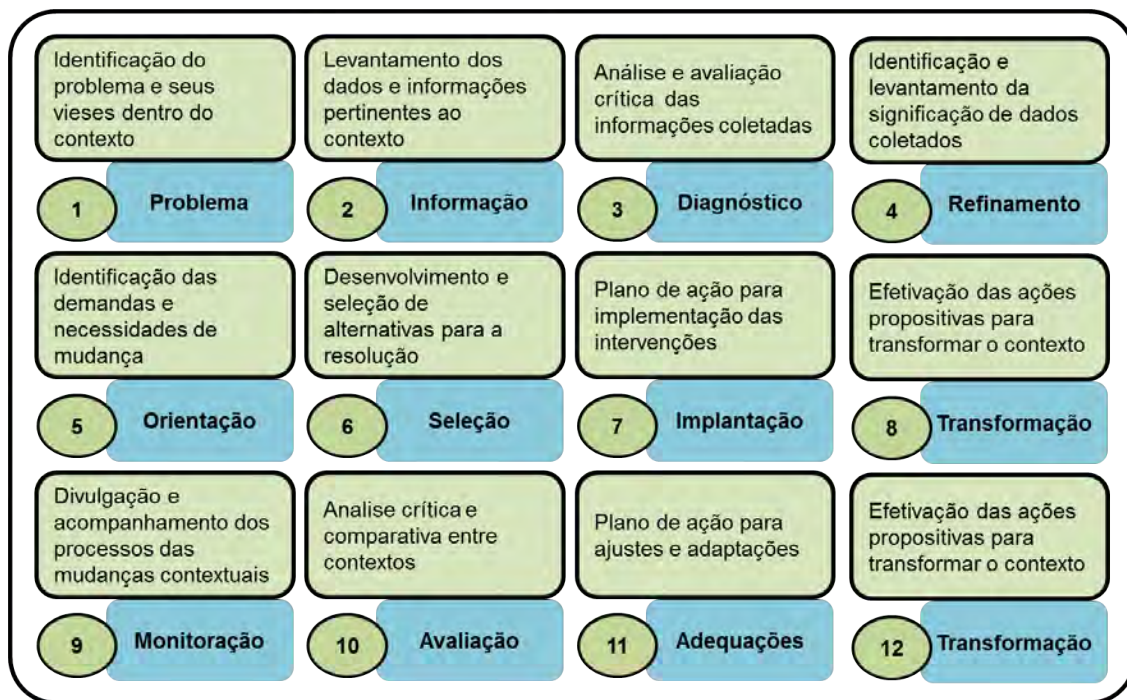 Identificação do
problema e seus
vieses dentro do
contexto
1
Problema
Levantamento dos
dados e informações
pertinentes ao
contexto
2
Informação
Análise e avaliação
crítica das
informações coletadas
3
Diagnóstico
Identificação e
levantamento da
significação de dados
coletados
4
Refinamento
Identificação das
demandas e
necessidades de
mudança
5
Orientação
Desenvolvimento e
seleção de
alternativas para a
resolução
6
Seleção
Plano de ação para
implementação das
intervenções
7
Implantação
Efetivação das ações
propositivas para
transformar o contexto
8
Transformação
Divulgação e
acompanhamento dos
processos das
mudanças contextuais
9
Monitoração
Analise crítica e
comparativa entre
contextos
10
Avaliação
Plano de ação para
ajustes e adaptações
11
Adequações
Efetivação das ações
propositivas para
transformar o contexto
12
Transformação